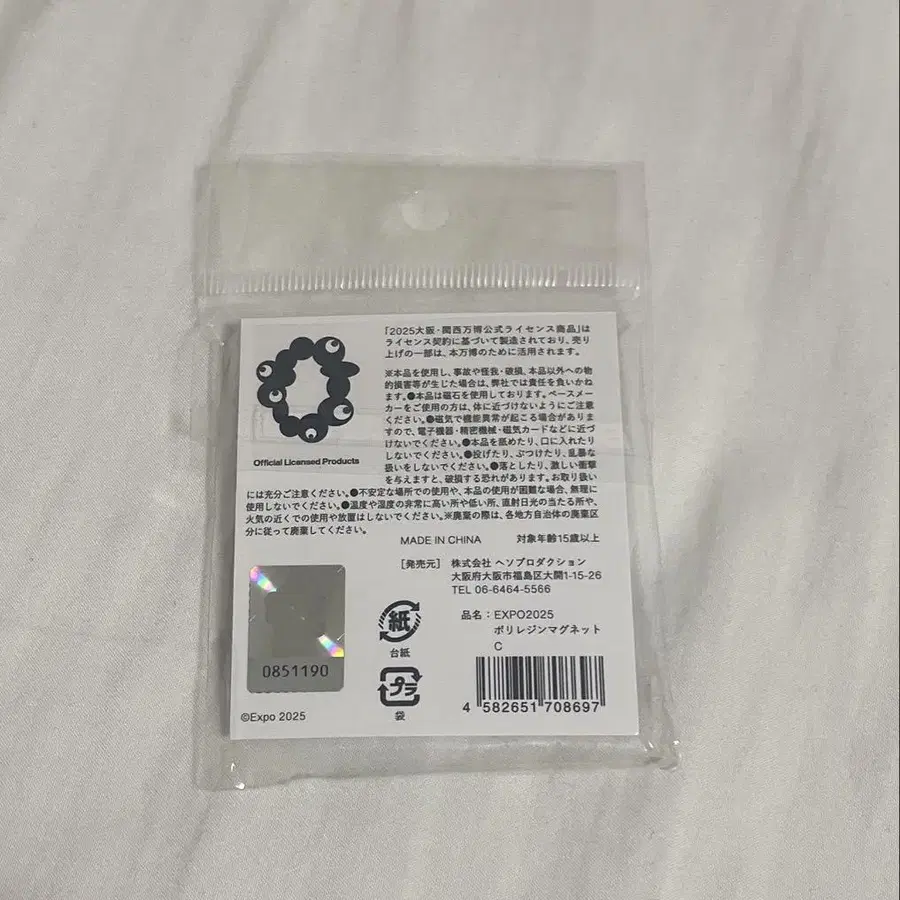 「2025大阪・関西万博公式ライセンス商品」は
ライセンス契約に基づいて製造されており、売り
上げの一部は、本万博のために活用されます。
※本品を使用し、事故や怪我・破損、本品以外への物
的損害等が生じた場合は、弊社では責任を負いかね
ます。●本品は磁石を使用しております。ペースメー
カーをご使用の方は、体に近づけないようにご注意
ください。●磁気で機能異常が起こる場合がありま
すので、電子機器・精密機械・磁気カードなどに近づ
けないでください。●本品を舐めたり、口に入れたり
しないでください。●投げたり、ぶつけたり、乱暴な
扱いをしないでください。●落としたり、激しい衝撃
を与えますと、破損する恐れがあります。お取り扱い
には充分ご注意ください。●不安定な場所での使用や、本品の使用が困難な場合、無理に
使用しないでください。●温度や湿度の非常に高い所や低い所、直射日光の当たる所や、
火気の近くでの使用や放置はしないでください。※廃棄の際は、各地方自治体の廃棄区
分に従って廃棄してください。
Official Licensed Products
MADE IN CHINA 対象年齢15歳以上
［発売元］ 株式会社 ヘソプロダクション
大阪府大阪市福島区大開1-15-26
TEL 06-6464-5566
品名：EXPO2025
ポリレジンマグネット
C
紙
台紙
プラ
袋
0851190
©Expo 2025
4 582651 708697